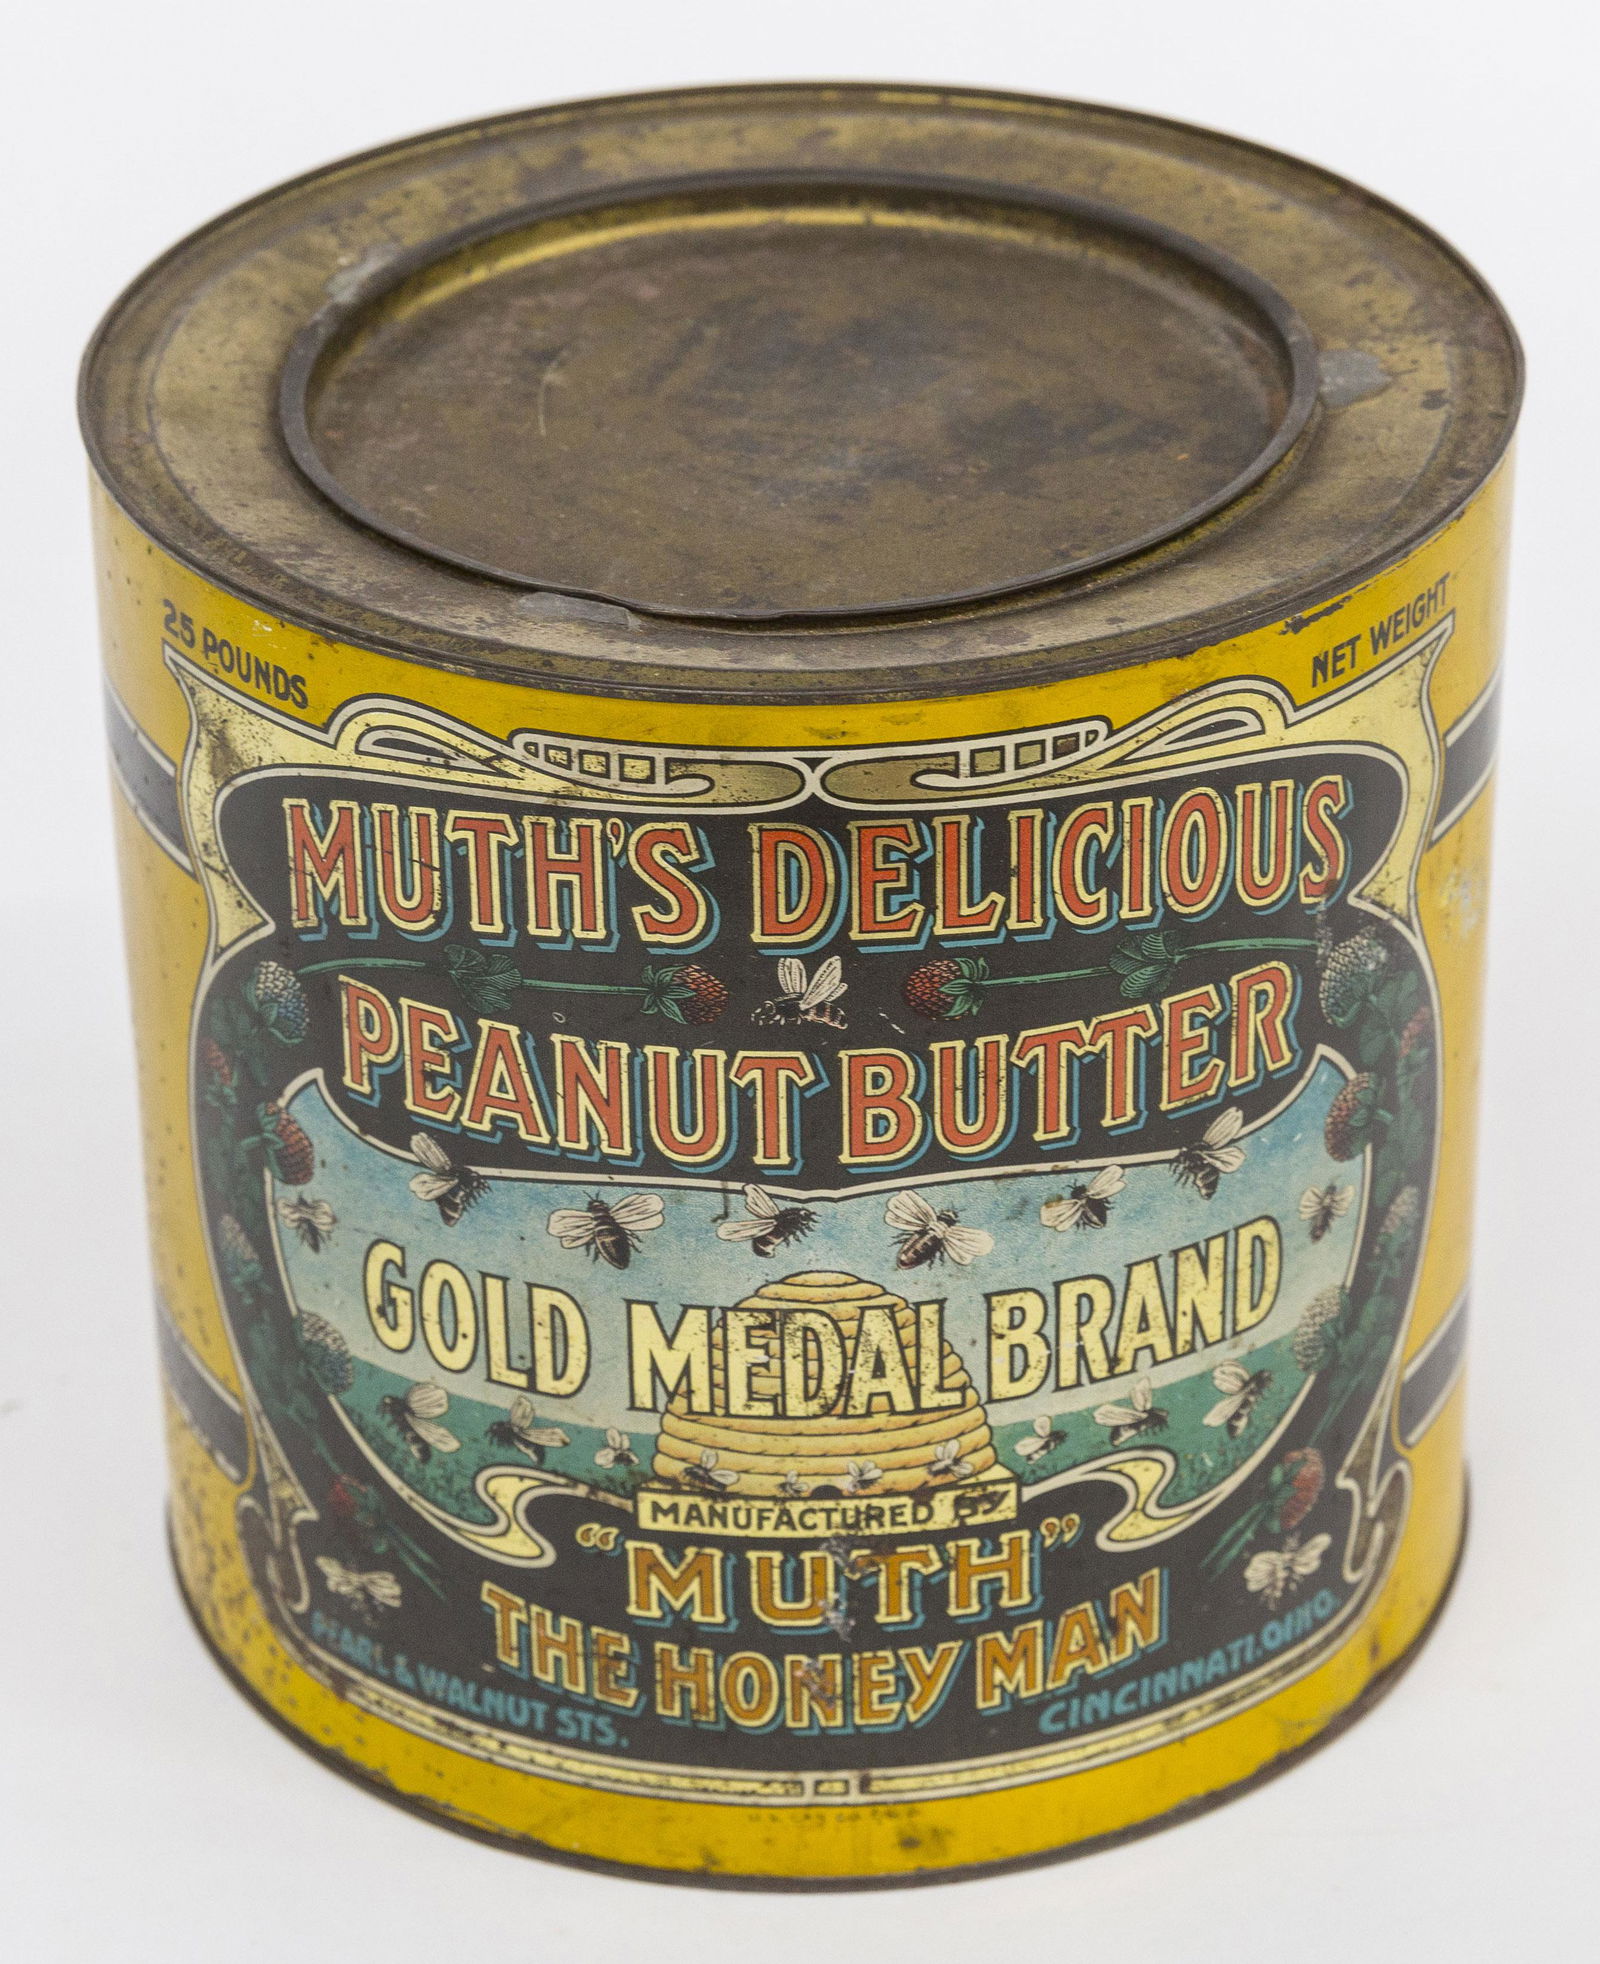 25 POUNDS
NET WEIGHT
MUTH'S DELICIOUS
PEANUT BUTTER
GOLD MEDAL BRAND
MANUFACTURED BY
"MUTH"
THE HONEY MAN
PEARL & WALNUT STS.
CINCINNATI, OHIO.